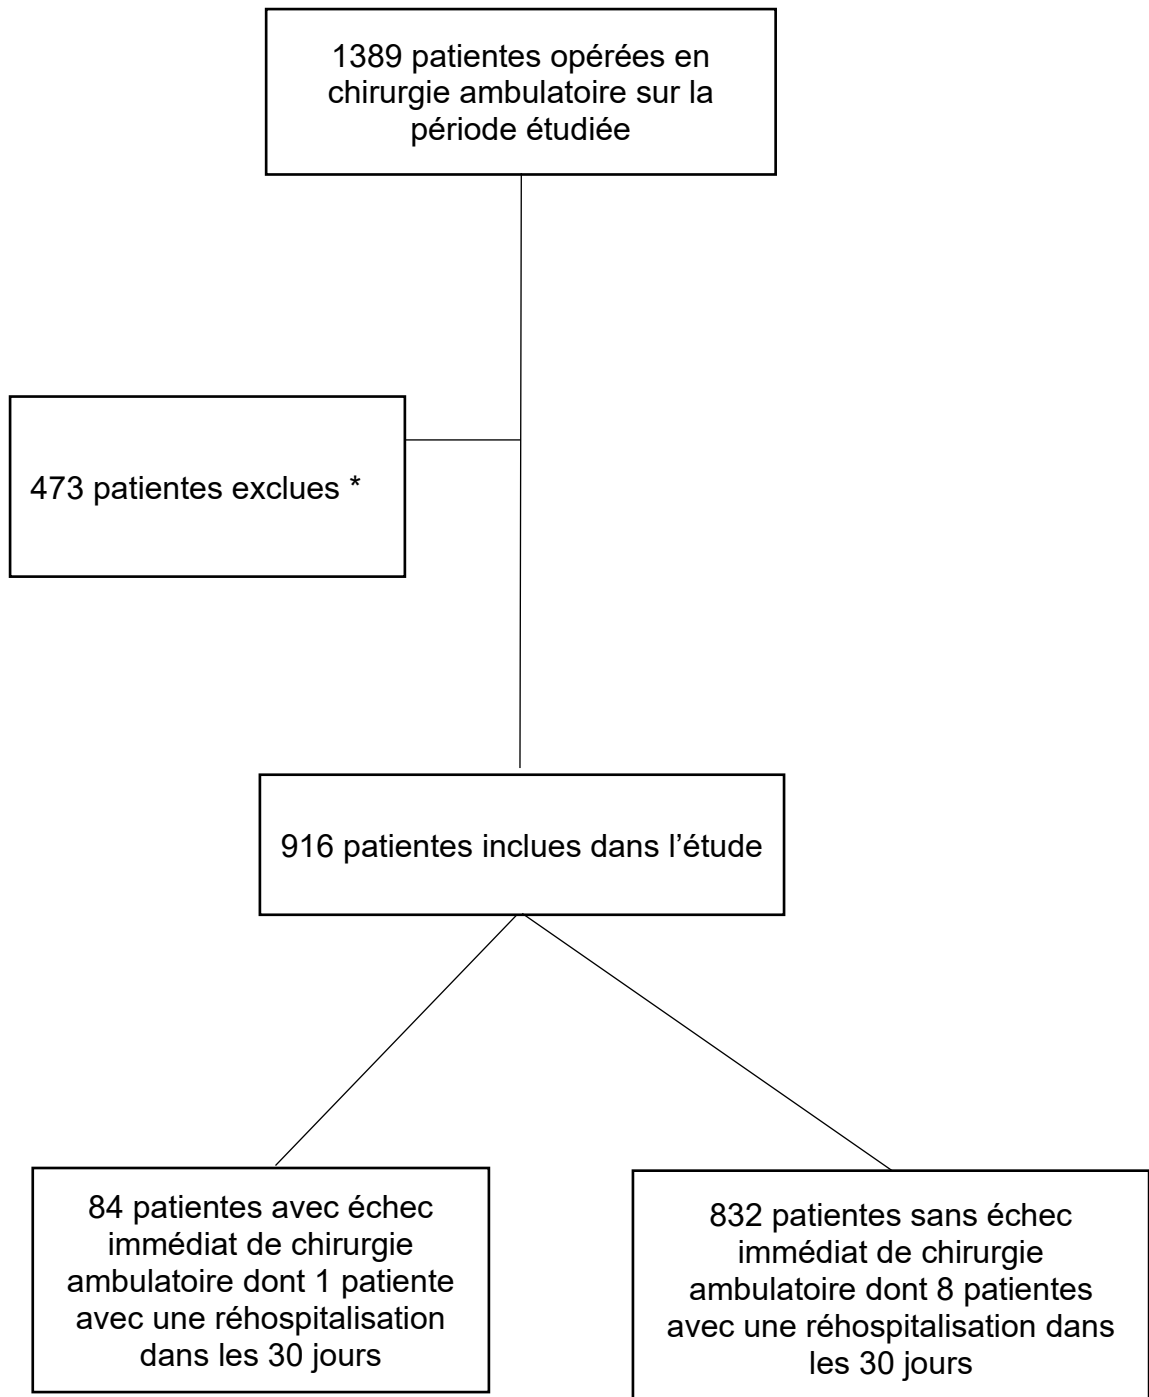 1389 patientes opérées en
chirurgie ambulatoire sur la
période étudiée
473 patientes exclues *
916 patientes inclues dans l’étude
84 patientes avec échec
immédiat de chirurgie
ambulatoire dont 1 patiente
avec une réhospitalisation
dans les 30 jours
832 patientes sans échec
immédiat de chirurgie
ambulatoire dont 8 patientes
avec une réhospitalisation dans
les 30 jours